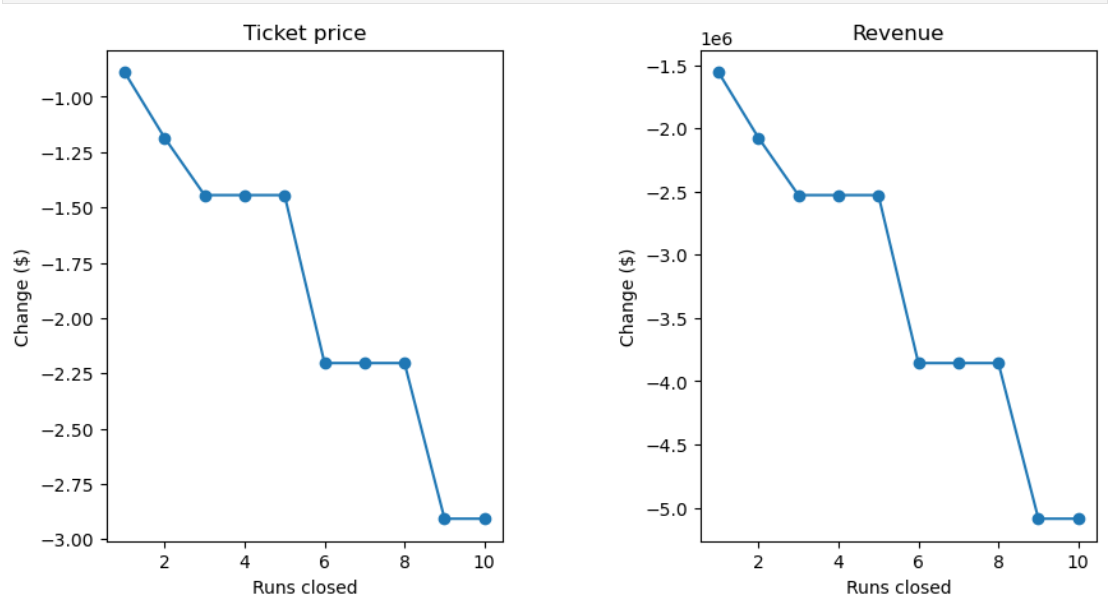 Ticket price
−1.00
−1.25
−1.50
−1.75
−2.00
−2.25
−2.50
−2.75
−3.00
Change ($)
2 4 6 8 10
Runs closed
Revenue
1e6
−1.5
−2.0
−2.5
−3.0
−3.5
−4.0
−4.5
−5.0
Change ($)
2 4 6 8 10
Runs closed